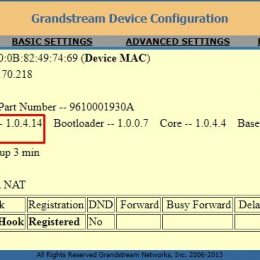 Grandstream Device Configuration
BASIC SETTINGS ADVANCED SETTINGS
0:0B:82:49:74:69 (Device MAC)
70.218
Part Number -- 9610001930A
-- 1.0.4.14 Bootloader -- 1.0.0.7 Core -- 1.0.4.4 Base
up 3 min
NAT
k Registration DND Forward Busy Forward Dela
Hook Registered No
All Rights Reserved Grandstream Networks, Inc. 2006-2013